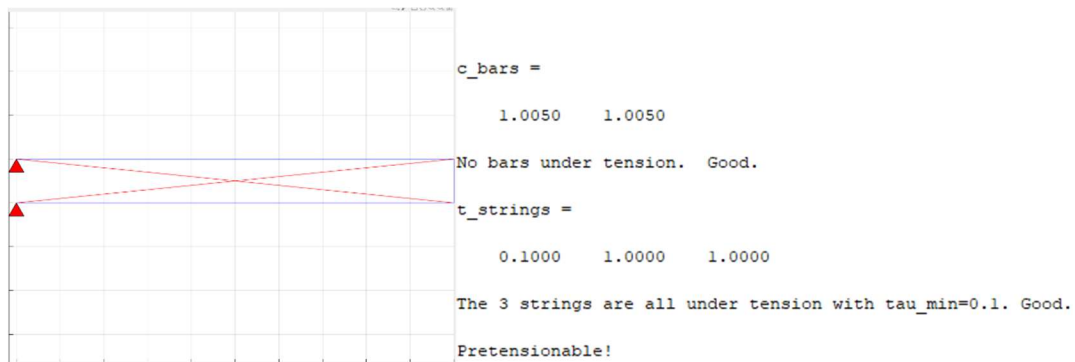 c_bars =
1.0050 1.0050
No bars under tension. Good.
t_strings =
0.1000 1.0000 1.0000
The 3 strings are all under tension with tau_min=0.1. Good.
Pretensionable!